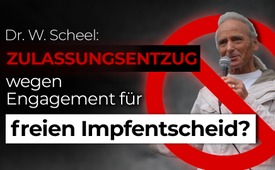 Dr. W. Scheel:
ZULASSUNGSENTZUG
wegen
Engagement für
freien Impfentscheid?